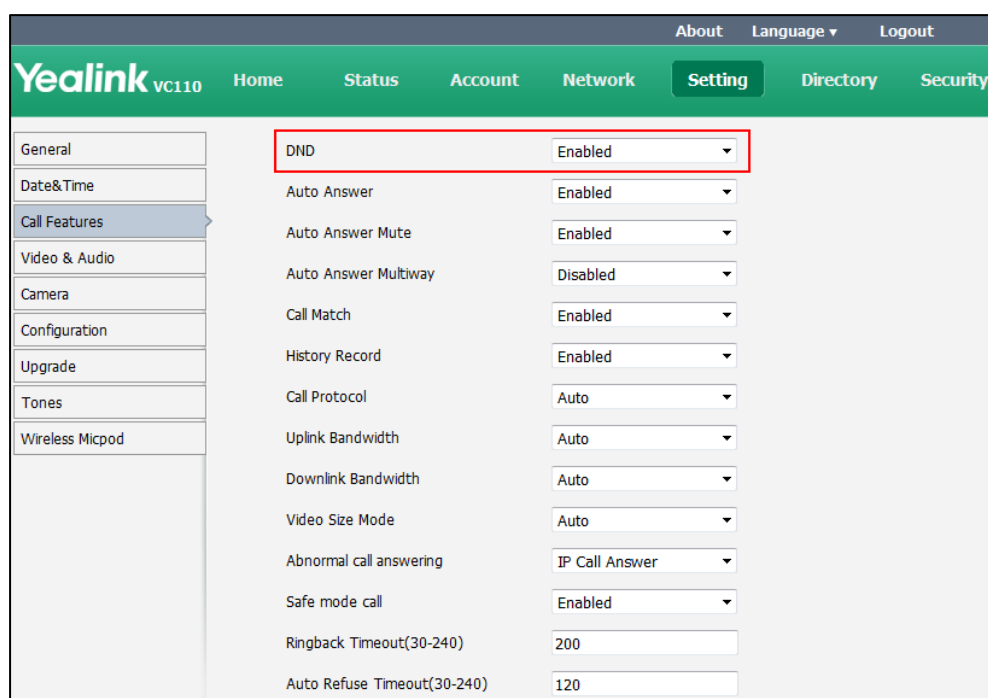 About Language ▾ Logout
Yealink VC110 Home Status Account Network Setting Directory Security
General
Date&Time
Call Features
Video & Audio
Camera
Configuration
Upgrade
Tones
Wireless Micpod
DND Enabled
Auto Answer Enabled
Auto Answer Mute Enabled
Auto Answer Multiway Disabled
Call Match Enabled
History Record Enabled
Call Protocol Auto
Uplink Bandwidth Auto
Downlink Bandwidth Auto
Video Size Mode Auto
Abnormal call answering IP Call Answer
Safe mode call Enabled
Ringback Timeout(30-240) 200
Auto Refuse Timeout(30-240) 120